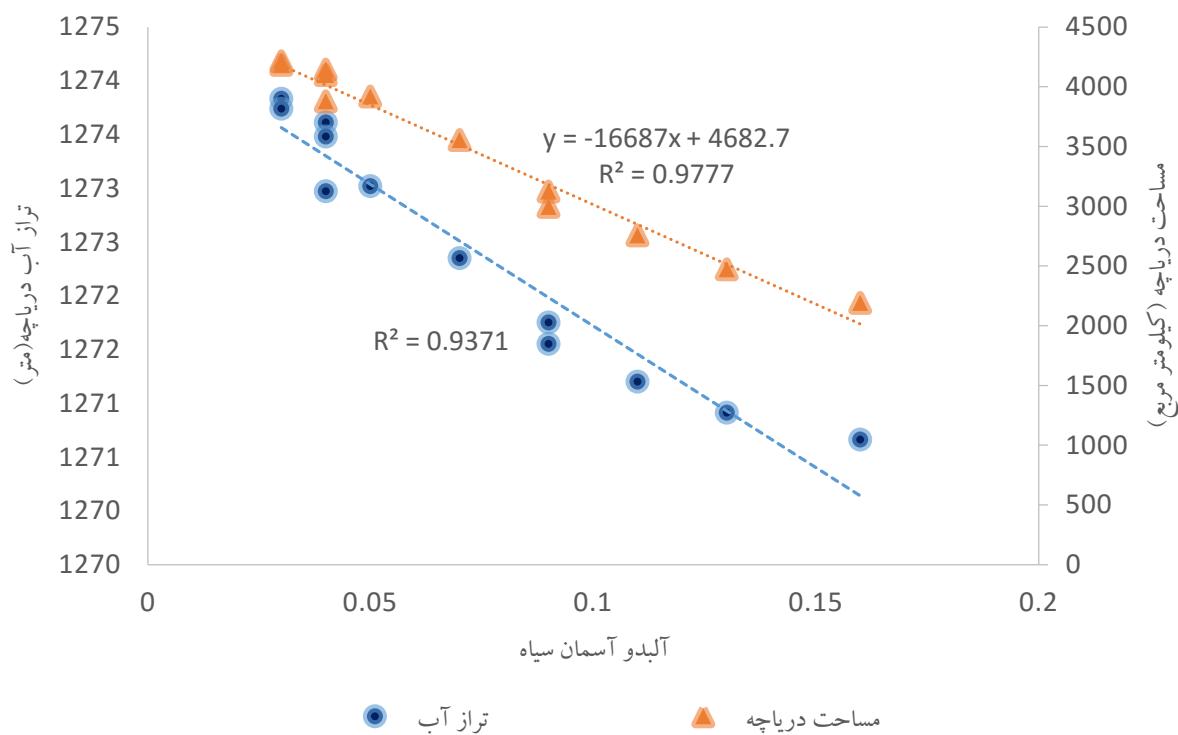 1275
1274
1274
1273
1273
1272
1272
1271
1271
1270
1270
تراز آب دریاچه(متر)
4500
4000
3500
3000
2500
2000
1500
1000
500
0
مساحت دریاچه (کیلومتر مربع)
y = -16687x + 4682.7
R² = 0.9777
R² = 0.9371
0 0.05 0.1 0.15 0.2
آلبدو آسمان سیاه
تراز آب
مساحت دریاچه